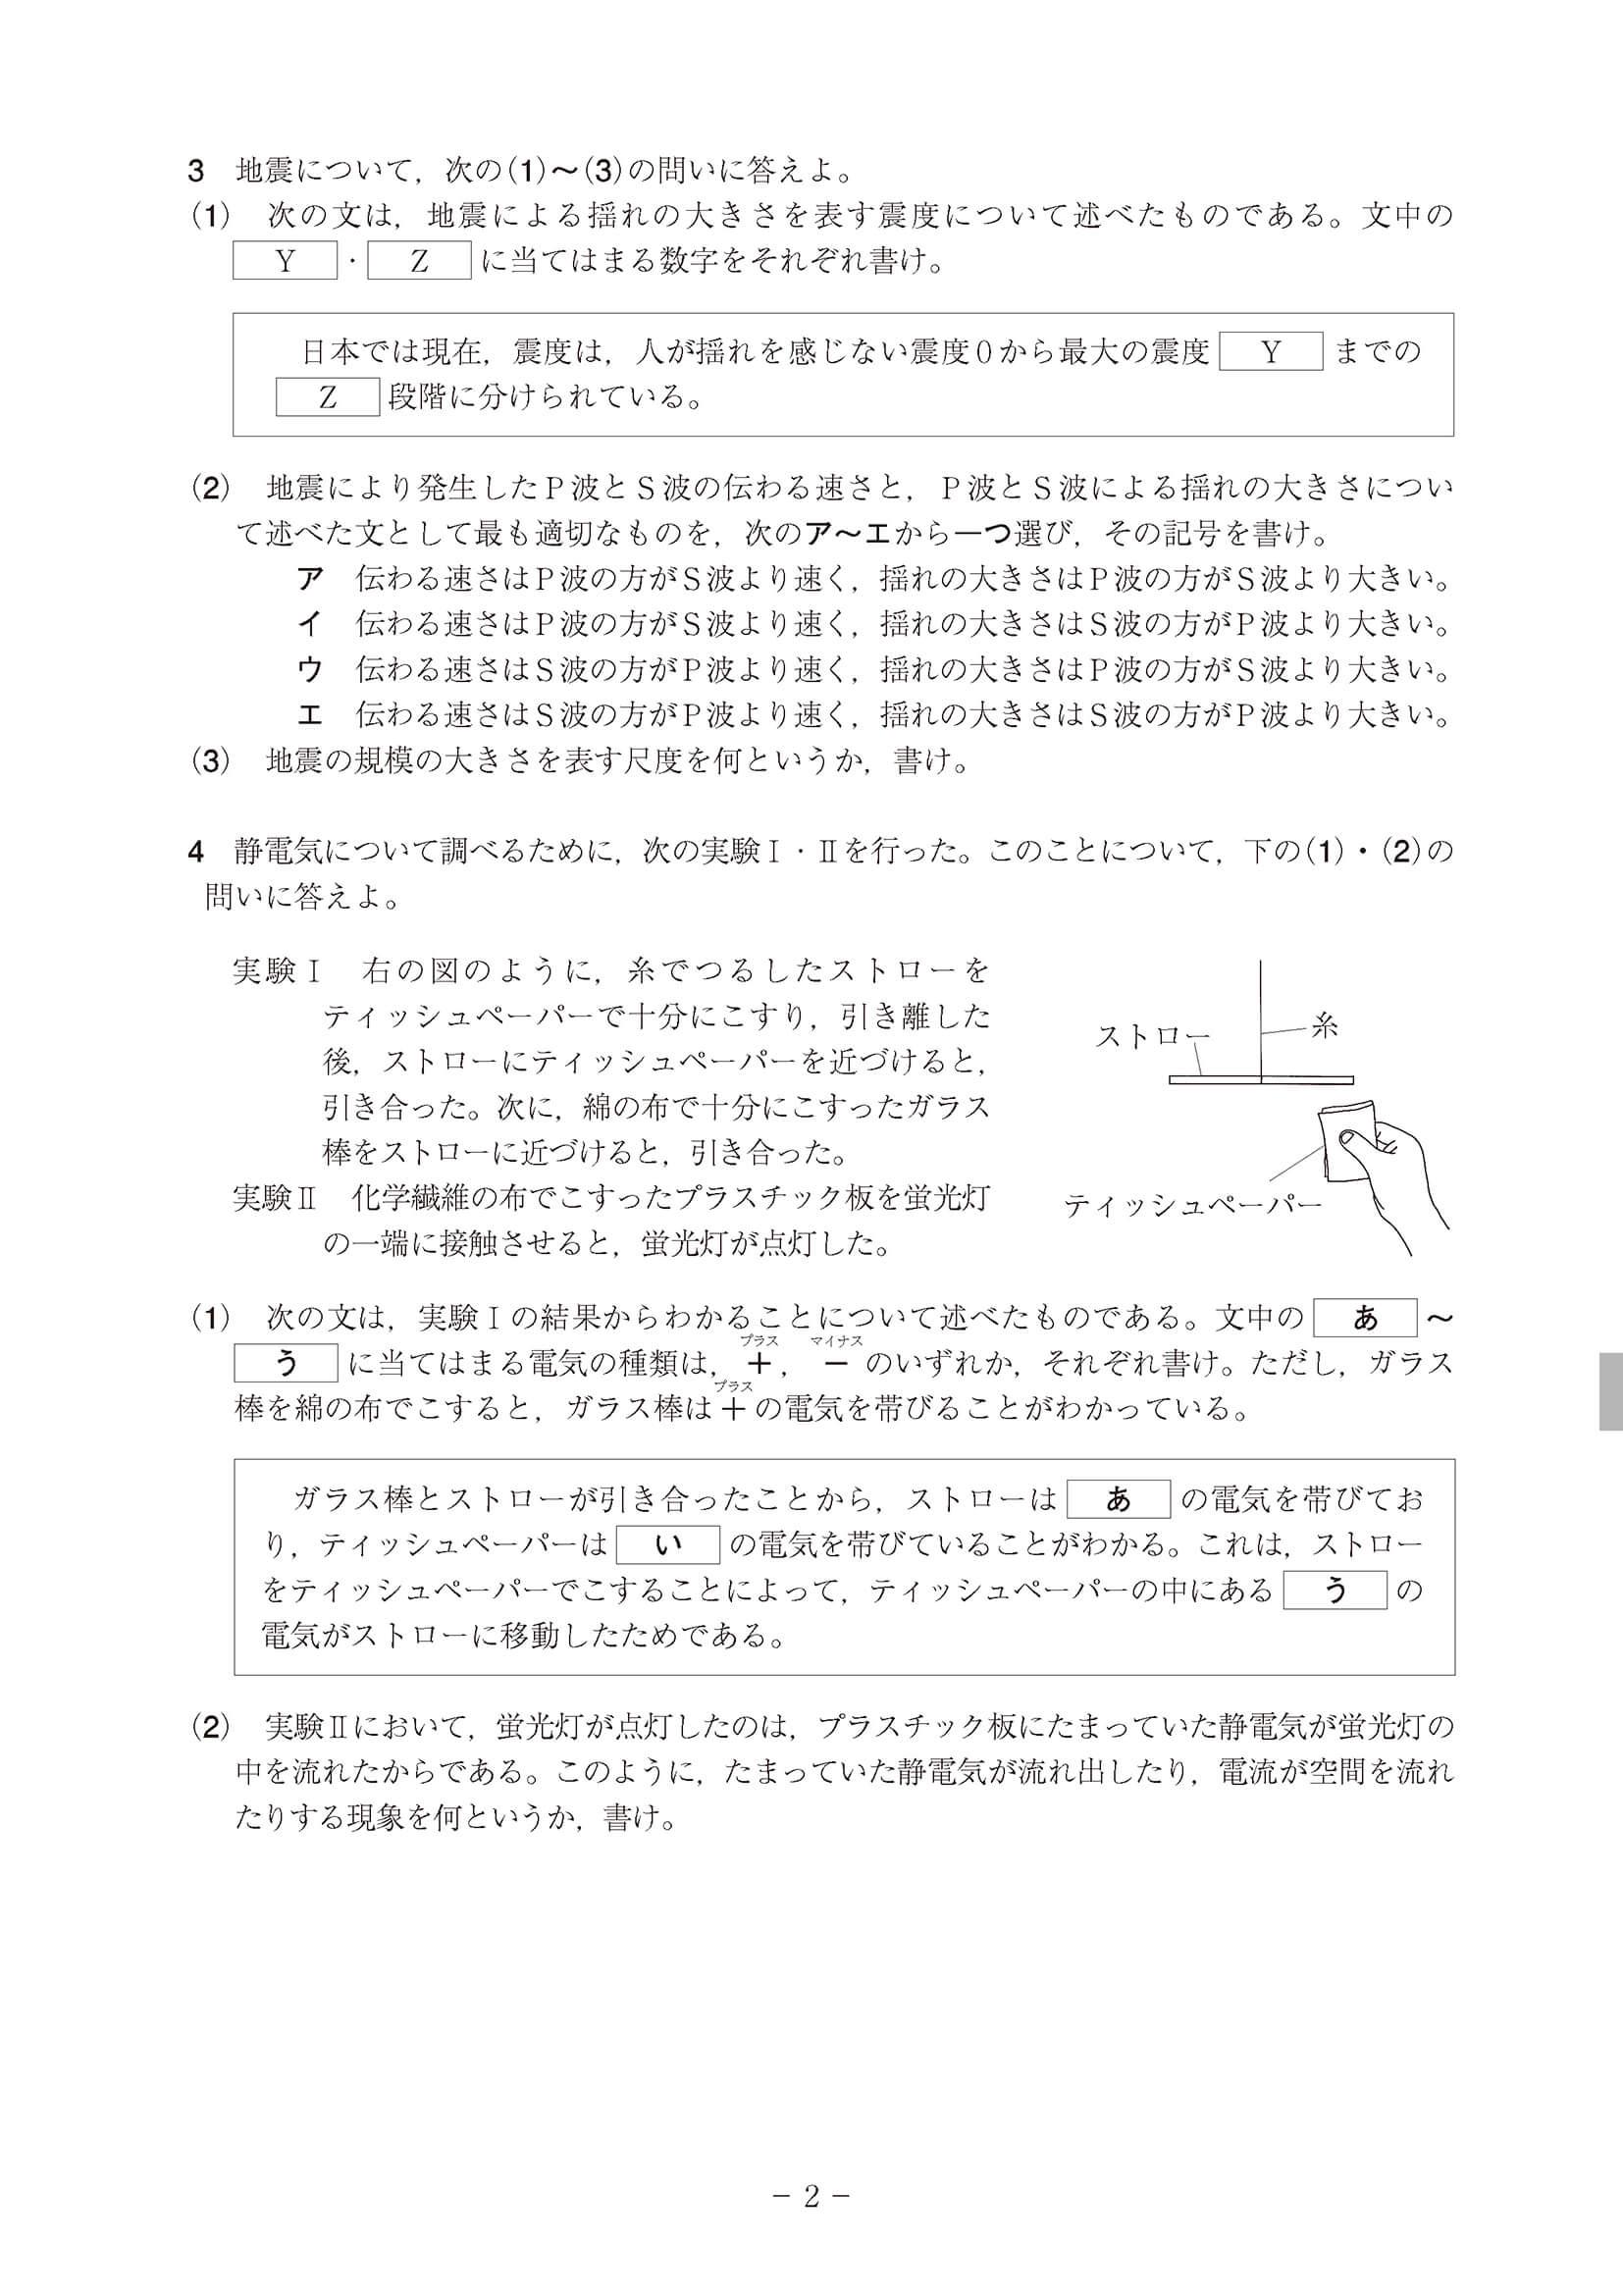 3　地震について，次の(1)～(3)の問いに答えよ。
(1)　次の文は，地震による揺れの大きさを表す震度について述べたものである。文中の
Y・Zに当てはまる数字をそれぞれ書け。
日本では現在，震度は，人が揺れを感じない震度0から最大の震度Yまでの
Z段階に分けられている。
(2)　地震により発生したP波とS波の伝わる速さと，P波とS波による揺れの大きさについ
て述べた文として最も適切なものを，次のア～エから一つ選び，その記号を書け。
ア　伝わる速さはP波の方がS波より速く，揺れの大きさはP波の方がS波より大きい。
イ　伝わる速さはP波の方がS波より速く，揺れの大きさはS波の方がP波より大きい。
ウ　伝わる速さはS波の方がP波より速く，揺れの大きさはP波の方がS波より大きい。
エ　伝わる速さはS波の方がP波より速く，揺れの大きさはS波の方がP波より大きい。
(3)　地震の規模の大きさを表す尺度を何というか，書け。
4　静電気について調べるために，次の実験Ⅰ・Ⅱを行った。このことについて，下の(1)・(2)の
問いに答えよ。
実験Ⅰ　右の図のように，糸でつるしたストローを
ティッシュペーパーで十分にこすり，引き離した
後，ストローにティッシュペーパーを近づけると，
引き合った。次に，綿の布で十分にこすったガラス
棒をストローに近づけると，引き合った。
実験Ⅱ　化学繊維の布でこすったプラスチック板を蛍光灯
の一端に接触させると，蛍光灯が点灯した。
ストロー
糸
ティッシュペーパー
(1)　次の文は，実験Ⅰの結果からわかることについて述べたものである。文中のあ～
プラス　マイナス
うに当てはまる電気の種類は，＋，－のいずれか，それぞれ書け。ただし，ガラス
プラス
棒を綿の布でこすると，ガラス棒は＋の電気を帯びることがわかっている。
ガラス棒とストローが引き合ったことから，ストローはあの電気を帯びてお
り，ティッシュペーパーはいの電気を帯びていることがわかる。これは，ストロー
をティッシュペーパーでこすることによって，ティッシュペーパーの中にあるうの
電気がストローに移動したためである。
(2)　実験Ⅱにおいて，蛍光灯が点灯したのは，プラスチック板にたまっていた静電気が蛍光灯の
中を流れたからである。このように，たまっていた静電気が流れ出したり，電流が空間を流れ
たりする現象を何というか，書け。
－ 2 －